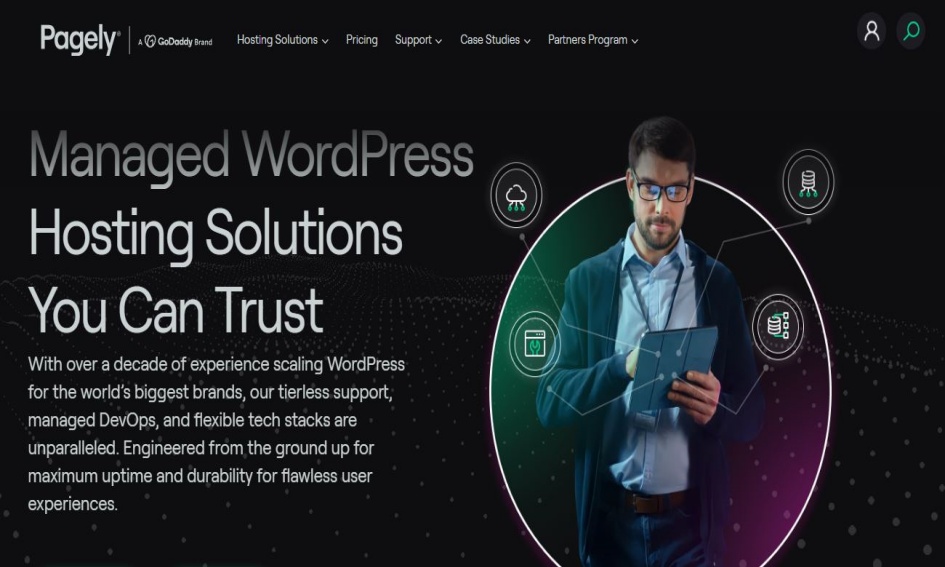 Pagely®
A GoDaddy Brand
Hosting Solutions
Pricing
Support
Case Studies
Partners Program
Managed WordPress
Hosting Solutions
You Can Trust
With over a decade of experience scaling WordPress
for the world's biggest brands, our tierless support,
managed DevOps, and flexible tech stacks are
unparalleled. Engineered from the ground up for
maximum uptime and durability for flawless user
experiences.